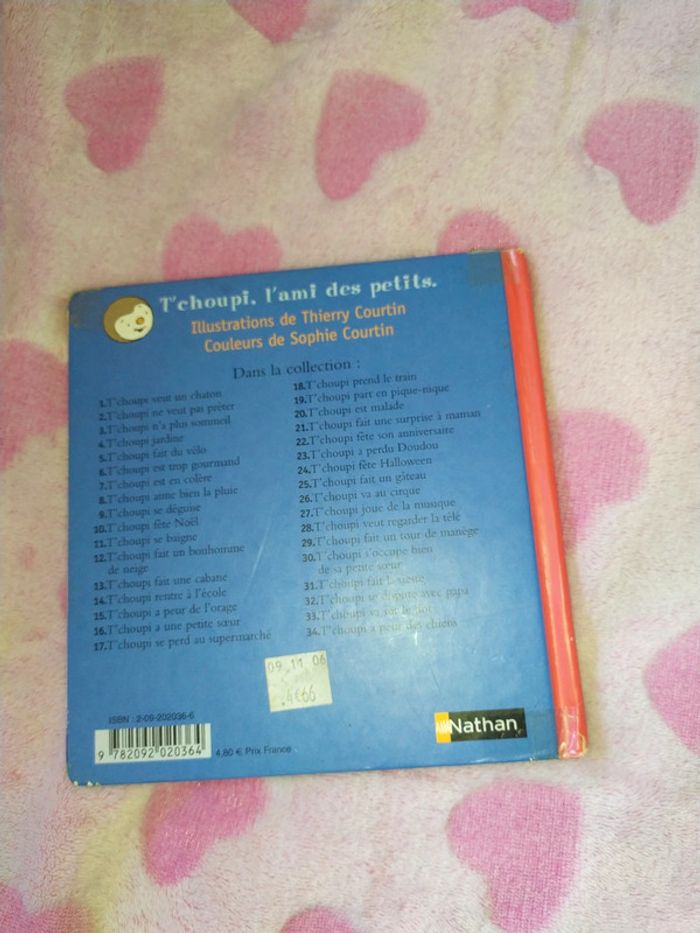 T'choupi, l'ami des petits.
Illustrations de Thierry Courtin
Couleurs de Sophie Courtin
Dans la collection :
1.T'choupi veut un chaton
2.T'choupi ne veut pas prêter
3.T'choupi n'a plus sommeil
4.T'choupi jardine
5.T'choupi fait du vélo
6.T'choupi est trop gourmand
7.T'choupi est en colère
8.T'choupi aime bien la pluie
9.T'choupi se déguise
10.T'choupi fête Noël
11.T'choupi se baigne
12.T'choupi fait un bonhomme
de neige
13.T'choupi fait une cabane
14.T'choupi rentre à l'école
15.T'choupi a peur de l'orage
16.T'choupi a une petite sœur
17.T'choupi se perd au supermarché
18.T'choupi prend le train
19.T'choupi part en pique-nique
20.T'choupi est malade
21.T'choupi fait une surprise à maman
22.T'choupi fête son anniversaire
23.T'choupi a perdu Doudou
24.T'choupi fête Halloween
25.T'choupi fait un gâteau
26.T'choupi va au cirque
27.T'choupi joue de la musique
28.T'choupi veut regarder la télé
29.T'choupi fait un tour de manège
30.T'choupi s'occupe bien
de sa petite sœur
31.T'choupi fait la sieste
32.T'choupi se dispute avec papa
33.T'choupi va sur le pot
34.T'choupi a peur des chiens
09 11 06
4€66
ISBN : 2-09-202036-6
9 782092 020364
4,80 € Prix France
Nathan